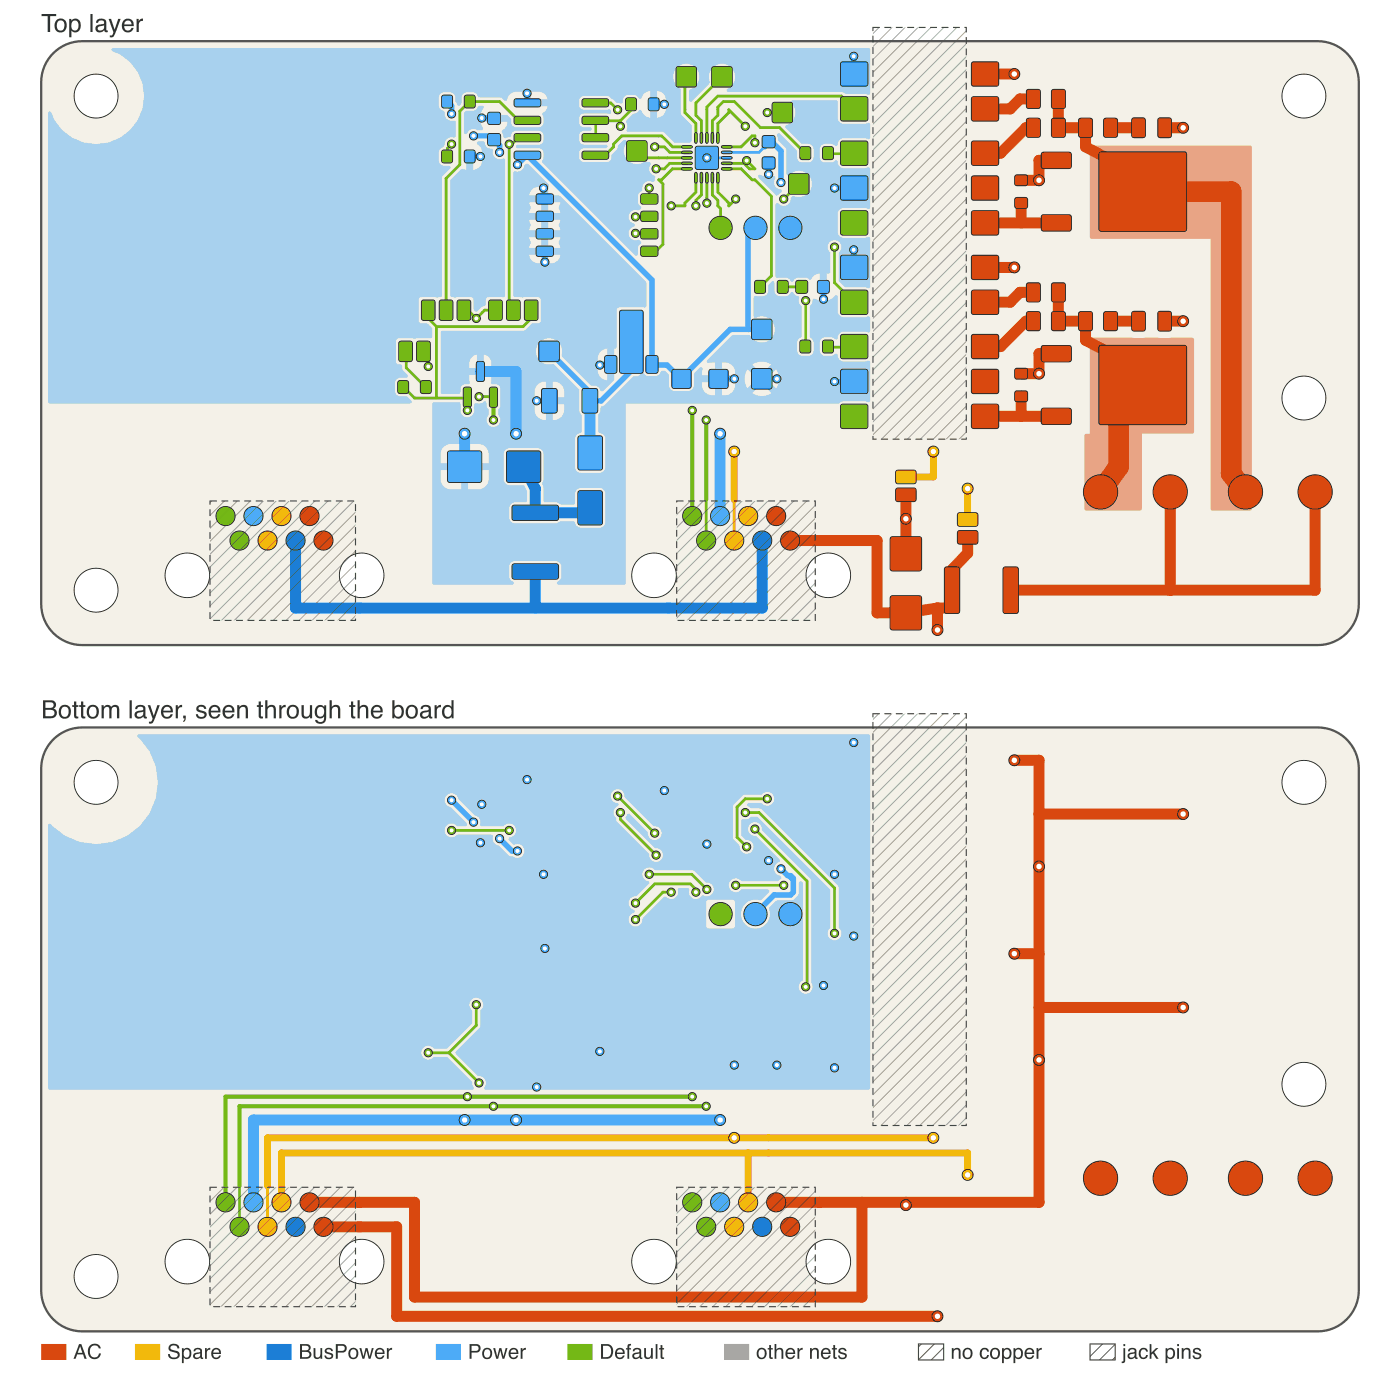 Top layer
Bottom layer, seen through the board
AC Spare BusPower Power Default other nets no copper jack pins